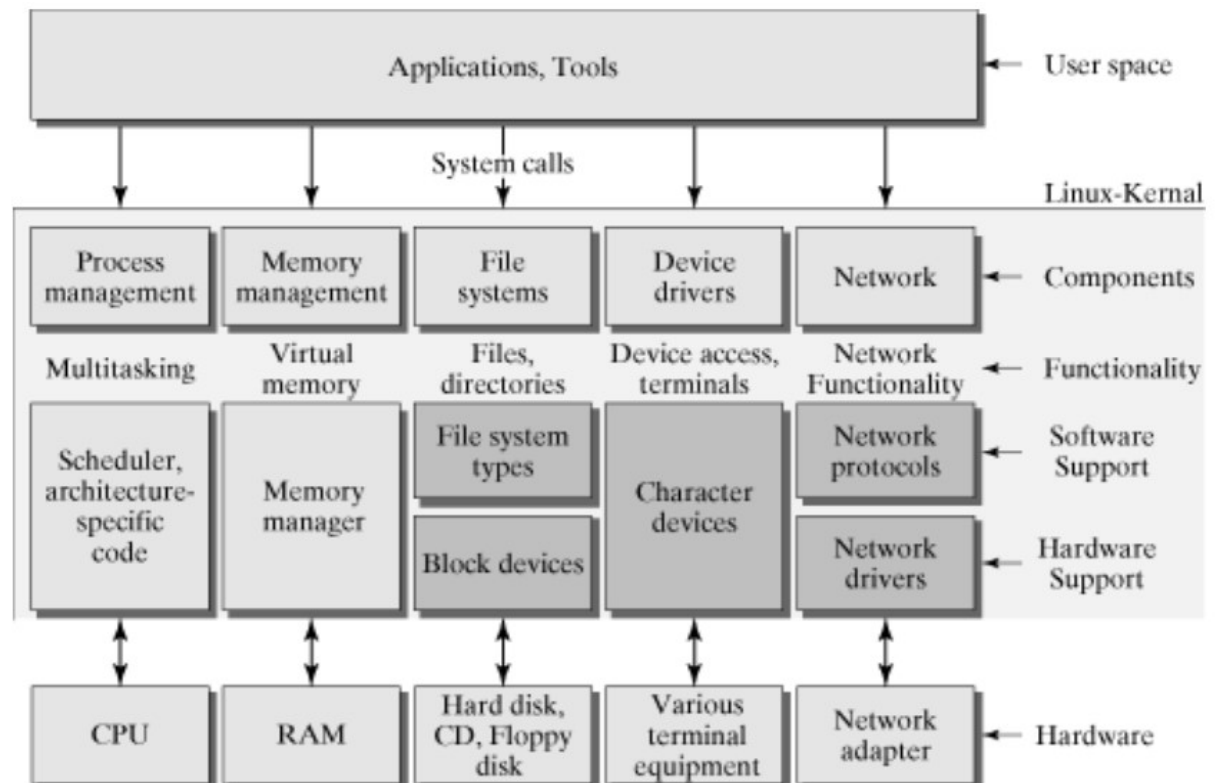 Applications, Tools
User space
System calls
Linux-Kernal
Process
management
Memory
management
File
systems
Device
drivers
Network
Components
Multitasking
Virtual
memory
Files,
directories
Device access,
terminals
Network
Functionality
Functionality
Scheduler,
architecture-
specific
code
Memory
manager
File system
types
Block devices
Character
devices
Network
protocols
Network
drivers
Software
Support
Hardware
Support
CPU
RAM
Hard disk,
CD, Floppy
disk
Various
terminal
equipment
Network
adapter
Hardware